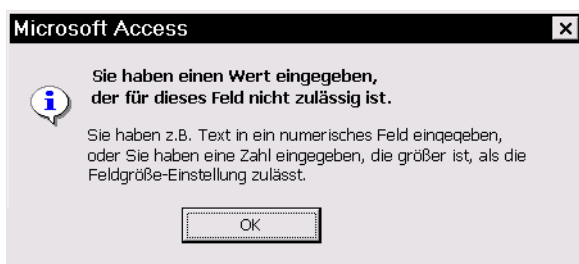 Microsoft Access
Sie haben einen Wert eingegeben,
der für dieses Feld nicht zulässig ist.
Sie haben z.B. Text in ein numerisches Feld eingegeben,
oder Sie haben eine Zahl eingegeben, die größer ist, als die
Feldgröße-Einstellung zulässt.
OK